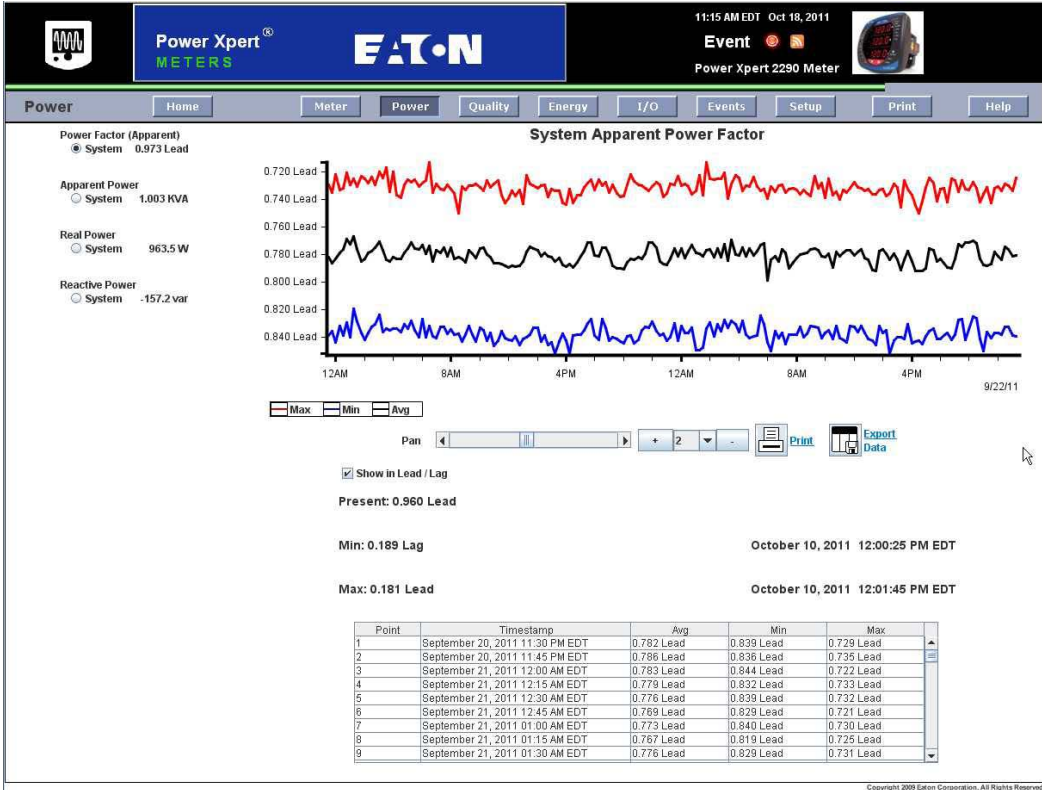 11:15 AM EDT Oct 18, 2011
Power Xpert®
METERS
EATON
Event
Power Xpert 2290 Meter
Power
Home
Meter
Power
Quality
Energy
I/O
Events
Setup
Print
Help
Power Factor (Apparent)
System 0.973 Lead
Apparent Power
System 1.003 KVA
Real Power
System 963.5 W
Reactive Power
System -157.2 var
System Apparent Power Factor
0.720 Lead
0.740 Lead
0.760 Lead
0.780 Lead
0.800 Lead
0.820 Lead
0.840 Lead
12AM 8AM 4PM 12AM 8AM 4PM
9/22/11
Max Min Avg
Pan + 2 - Print Export
Data
Show in Lead / Lag
Present: 0.960 Lead
Min: 0.189 Lag October 10, 2011 12:00:25 PM EDT
Max: 0.181 Lead October 10, 2011 12:01:45 PM EDT
Point Timestamp Avg Min Max
1 September 20, 2011 11:30 PM EDT 0.782 Lead 0.839 Lead 0.729 Lead
2 September 20, 2011 11:45 PM EDT 0.786 Lead 0.836 Lead 0.735 Lead
3 September 21, 2011 12:00 AM EDT 0.783 Lead 0.844 Lead 0.722 Lead
4 September 21, 2011 12:15 AM EDT 0.779 Lead 0.832 Lead 0.733 Lead
5 September 21, 2011 12:30 AM EDT 0.776 Lead 0.839 Lead 0.732 Lead
6 September 21, 2011 12:45 AM EDT 0.769 Lead 0.829 Lead 0.721 Lead
7 September 21, 2011 01:00 AM EDT 0.773 Lead 0.840 Lead 0.730 Lead
8 September 21, 2011 01:15 AM EDT 0.767 Lead 0.819 Lead 0.725 Lead
9 September 21, 2011 01:30 AM EDT 0.776 Lead 0.829 Lead 0.731 Lead
Copyright 2009 Eaton Corporation, All Rights Reserved